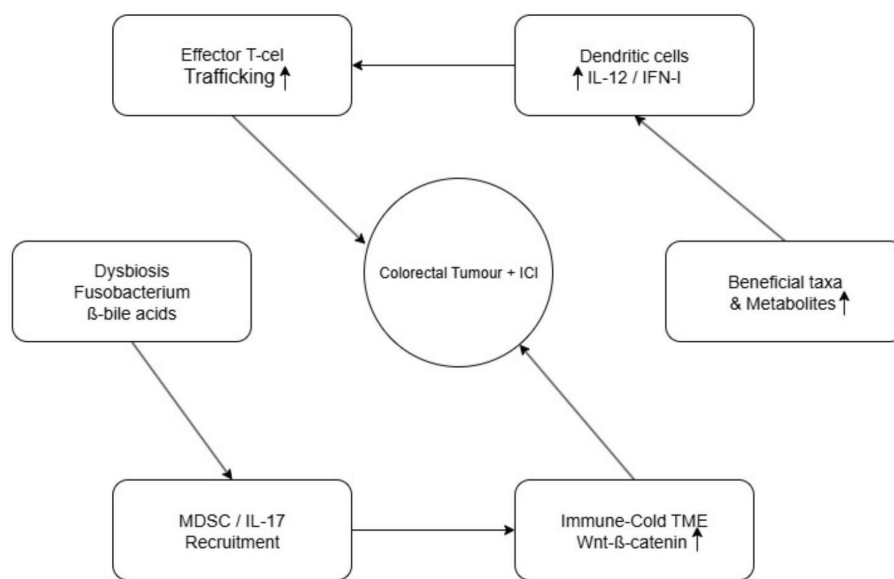 Effector T-cel
Trafficking ↑
Dendritic cells
↑ IL-12 / IFN-I
Colorectal Tumour + ICI
Dysbiosis
Fusobacterium
ß-bile acids
Beneficial taxa
& Metabolites ↑
MDSC / IL-17
Recruitment
Immune-Cold TME
Wnt-ß-catenin ↑